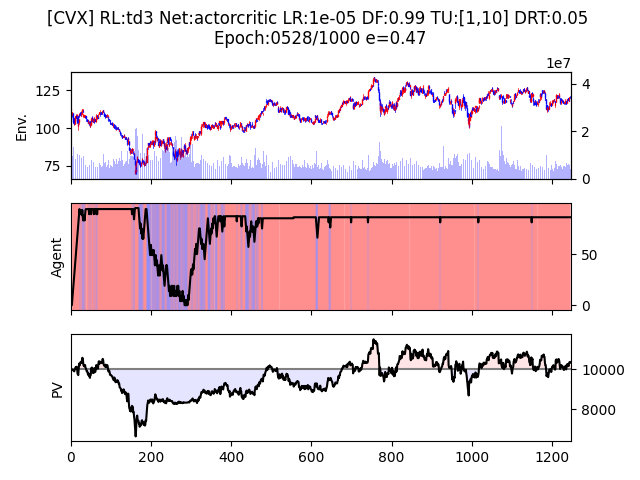 [CVX] RL:td3 Net:actorcritic LR:1e-05 DF:0.99 TU:[1,10] DRT:0.05
Epoch:0528/1000 e=0.47
1e7
125
100
75
Env.
4
2
0
Agent
50
0
PV
10000
8000
0
200
400
600
800
1000
1200